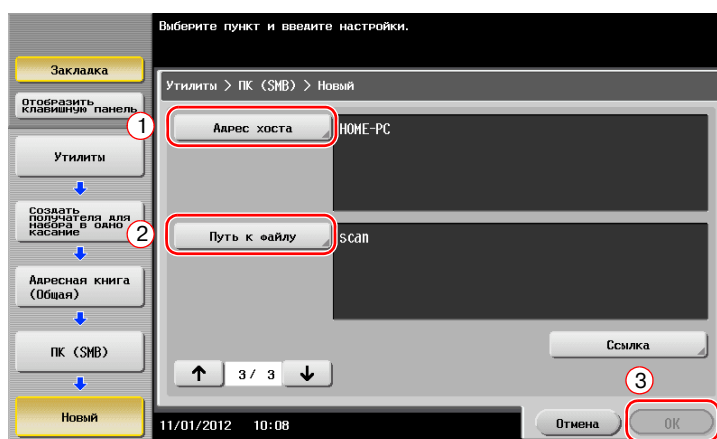 Выберите пункт и введите настройки.
Закладка
Отобразить
клавишную панель
Утилиты > ПК (SMB) > Новый
1
Адрес хоста
HOME-PC
Утилиты
Создать
получателя для
набора в одно
касание
2
Путь к файлу
scan
Адресная книга
(Общая)
ПК (SMB)
Ссылка
↑ 3/ 3 ↓
3
Новый
11/01/2012 10:08
Отмена
OK